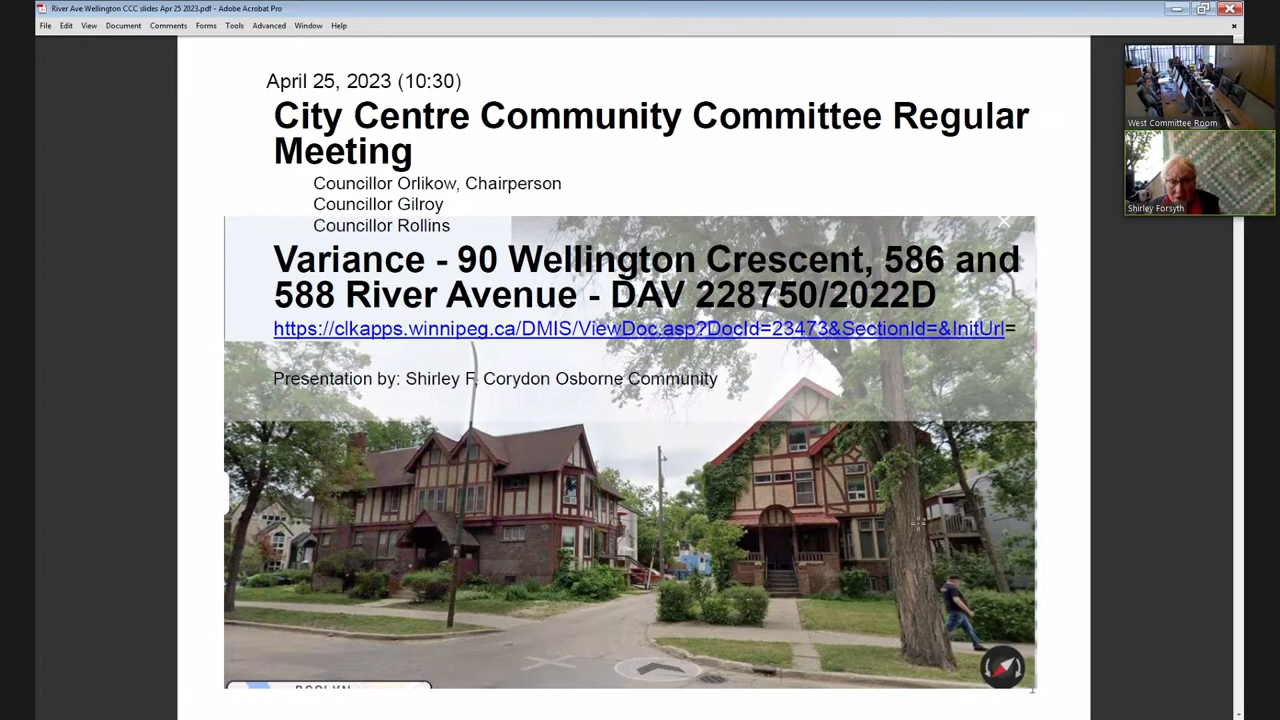 River Ave Wellington CCC slides Apr 25 2023.pdf - Adobe Acrobat Pro
File Edit View Document Comments Forms Tools Advanced Window Help
April 25, 2023 (10:30)
City Centre Community Committee Regular
Meeting
Councillor Orlikow, Chairperson
Councillor Gilroy
Councillor Rollins
Variance - 90 Wellington Crescent, 586 and
588 River Avenue - DAV 228750/2022D
https://clkapps.winnipeg.ca/DMIS/ViewDoc.asp?DocId=23473&SectionId=&InitUrl=
Presentation by: Shirley F, Corydon Osborne Community
1
West Committee Room
Shirley Forsyth